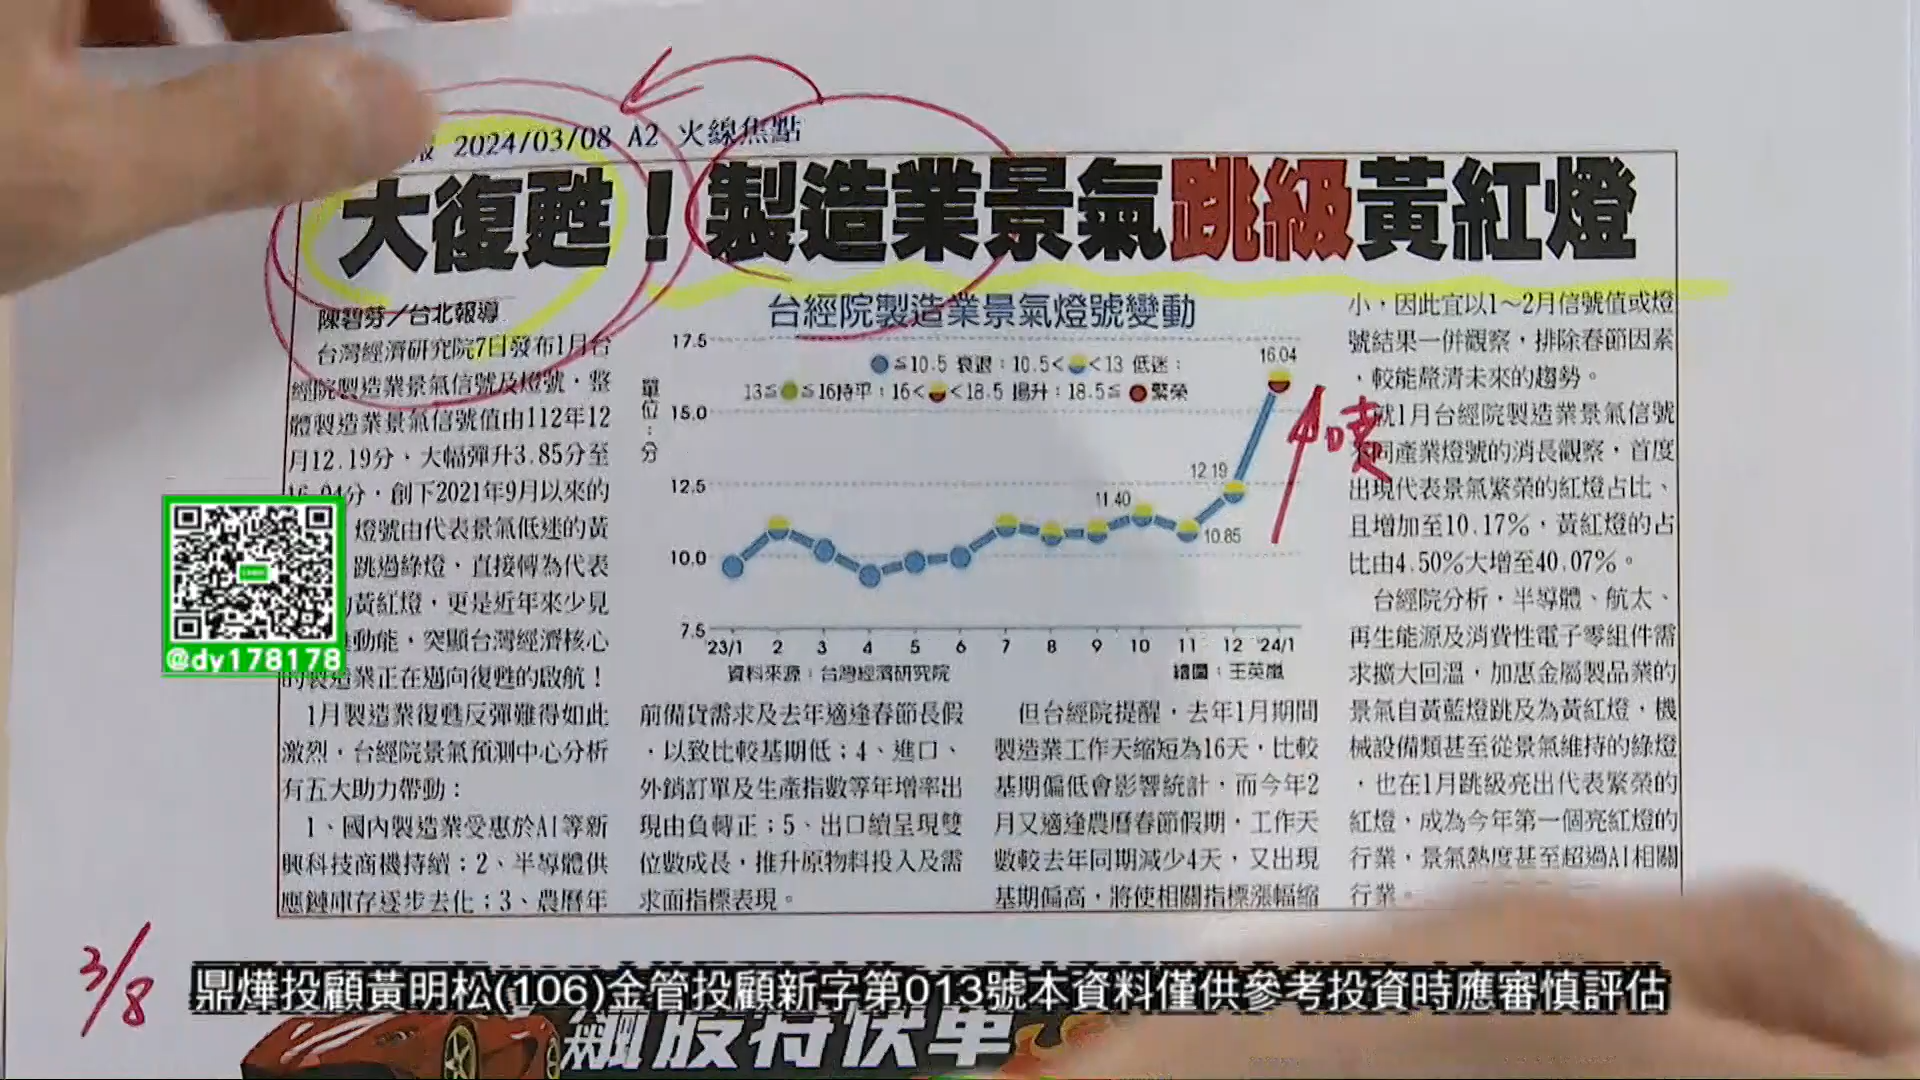 2024/03/08 A2 火線焦點
大復甦！製造業景氣跳級黃紅燈
陳碧芬／台北報導
台灣經濟研究院7日發布1月台
經院製造業景氣信號及燈號，整
體製造業景氣信號值由112年12
月12.19分，大幅彈升3.85分至
16.04分，創下2021年9月以來的
燈號由代表景氣低迷的黃
跳過綠燈，直接轉為代表
黃紅燈，更是近年來少見
動能，突顯台灣經濟核心
的製造業正在邁向復甦的啟航！
1月製造業復甦反彈難得如此
激烈，台經院景氣預測中心分析
有五大助力帶動：
1、國內製造業受惠於AI等新
興科技商機持續；2、半導體供
應鏈庫存逐步去化；3、農曆年
台經院製造業景氣燈號變動
單位：分
≦10.5 衰退：10.5< <13 低迷：
13≦ ≦16持平：16< <18.5 揚升：18.5≦ 繁榮
17.5
15.0
12.5
10.0
7.5
11.40
10.85
12.19
16.04
23/1 2 3 4 5 6 7 8 9 10 11 12 24/1
資料來源：台灣經濟研究院
繪圖：王英嵐
前備貨需求及去年適逢春節長假
，以致比較基期低；4、進口、
外銷訂單及生產指數等年增率出
現由負轉正；5、出口續呈現雙
位數成長，推升原物料投入及需
求面指標表現。
但台經院提醒，去年1月期間
製造業工作天縮短為16天，比較
基期偏低會影響統計，而今年2
月又適逢農曆春節假期，工作天
數較去年同期減少4天，又出現
基期偏高，將使相關指標漲幅縮
小，因此宜以1～2月信號值或燈
號結果一併觀察，排除春節因素
，較能釐清未來的趨勢。
就1月台經院製造業景氣信號
不同產業燈號的消長觀察，首度
出現代表景氣繁榮的紅燈占比、
且增加至10.17%，黃紅燈的占
比由4.50%大增至40.07%。
台經院分析，半導體、航太、
再生能源及消費性電子零組件需
求擴大回溫，加惠金屬製品業的
景氣自黃藍燈跳及為黃紅燈，機
械設備類甚至從景氣維持的綠燈
，也在1月跳級亮出代表繁榮的
紅燈，成為今年第一個亮紅燈的
行業，景氣熱度甚至超過AI相關
行業。
噴
@dy178178
3/8
鼎燁投顧黃明松(106)金管投顧新字第013號本資料僅供參考投資時應審慎評估
飆股特伏車